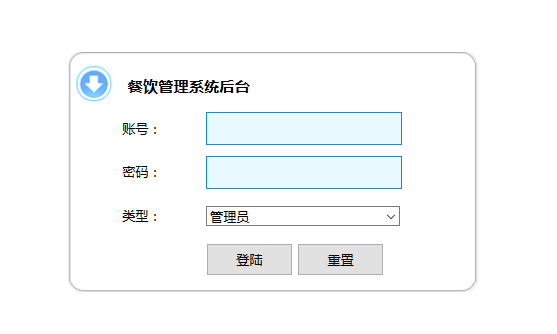 餐饮管理系统后台
账号：
密码：
类型： 管理员
登陆 重置